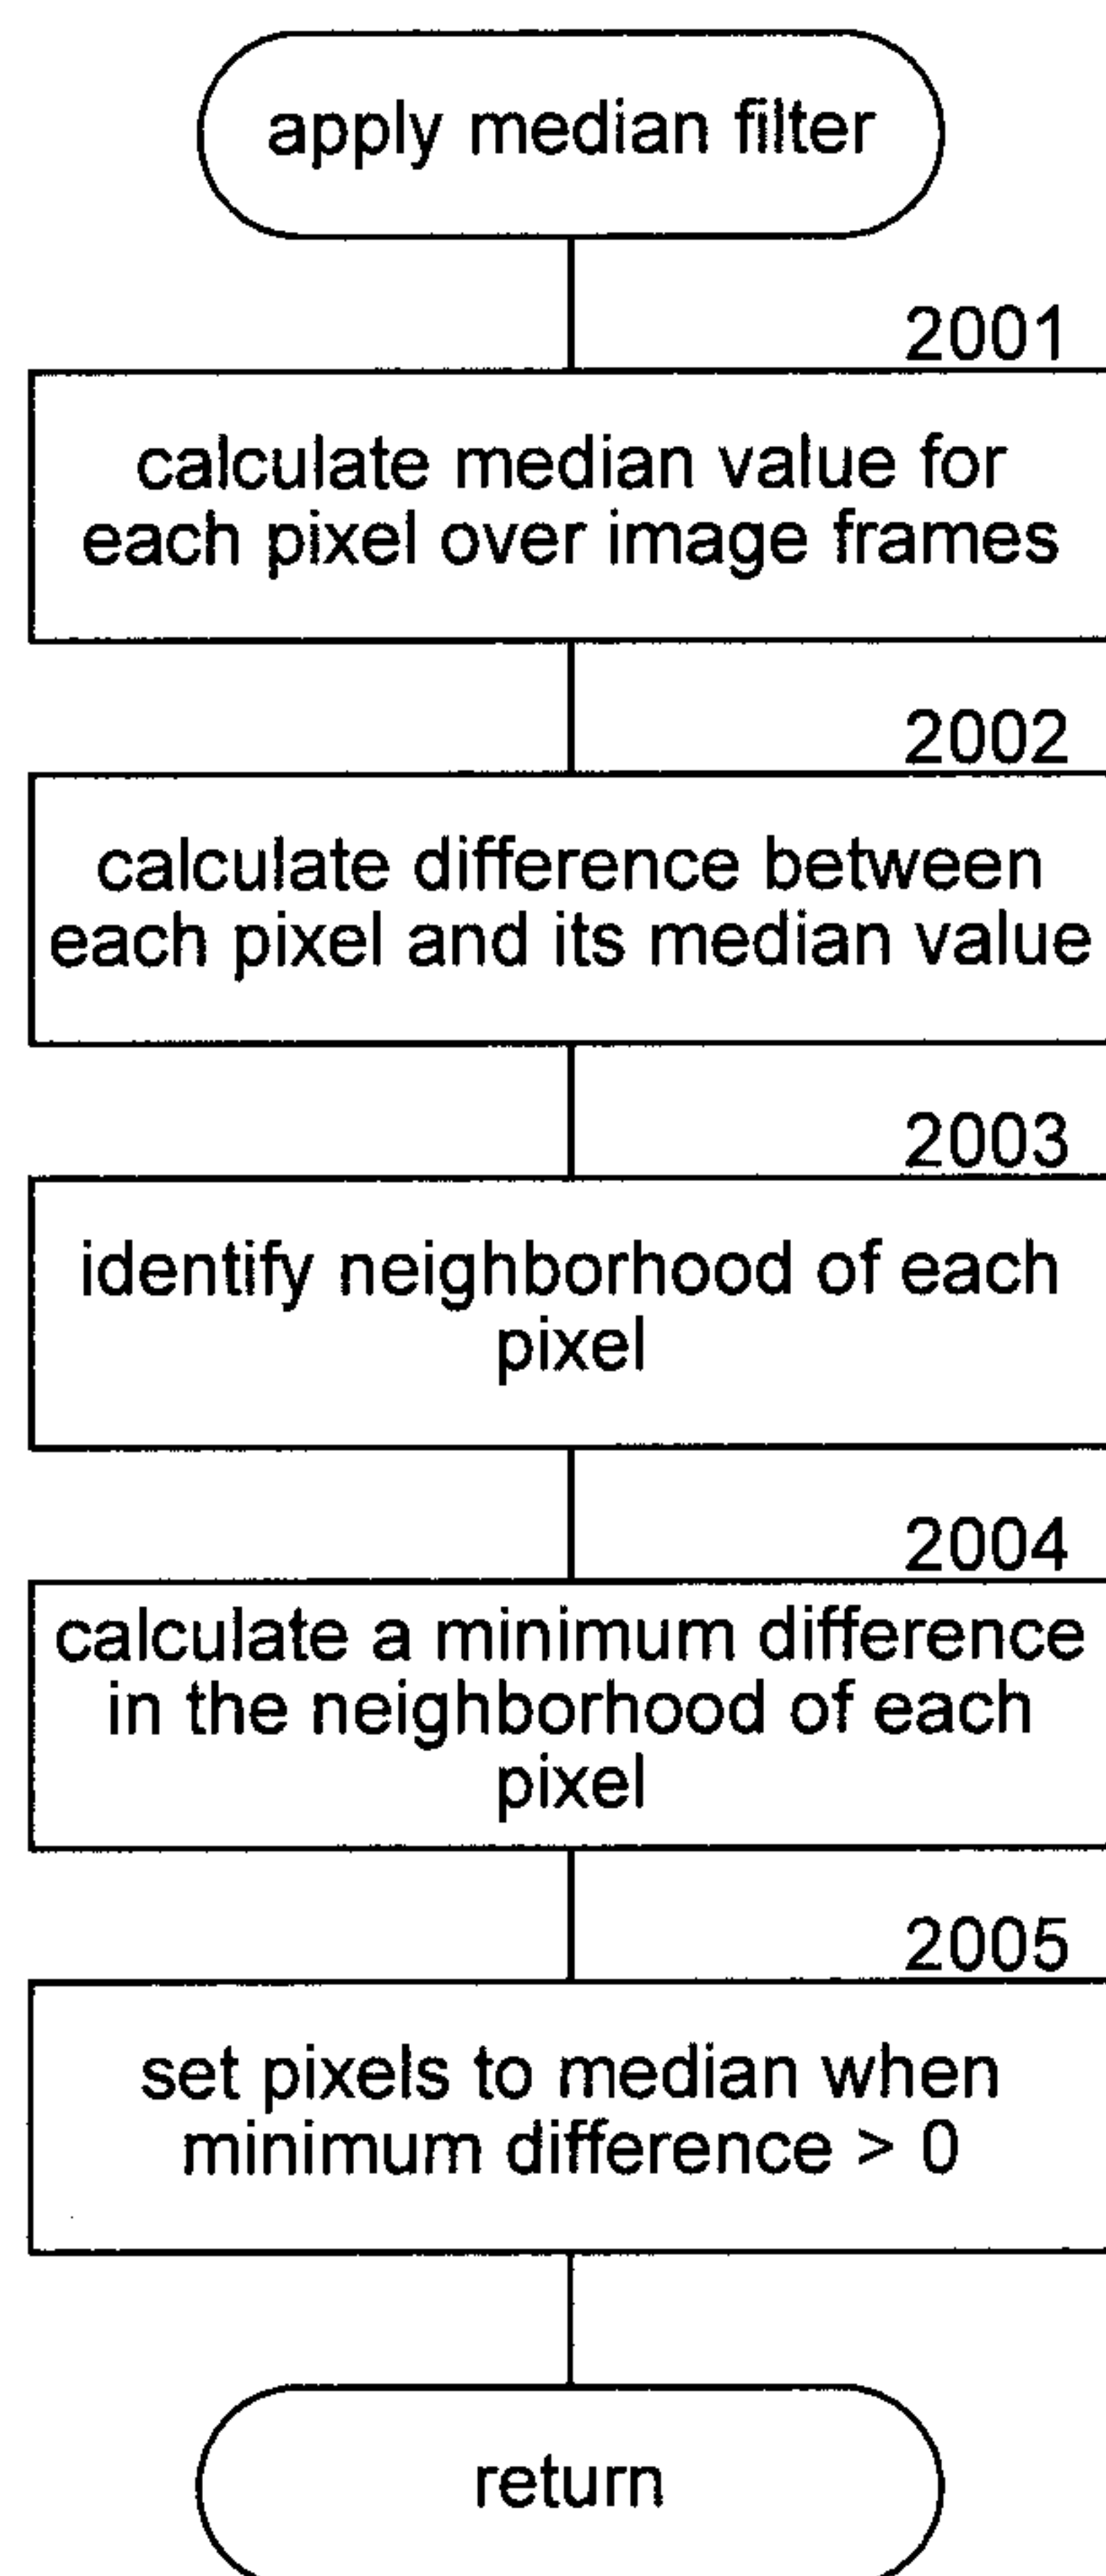 apply median filter
2001
calculate median value for
each pixel over image frames
2002
calculate difference between
each pixel and its median value
2003
identify neighborhood of each
pixel
2004
calculate a minimum difference
in the neighborhood of each
pixel
2005
set pixels to median when
minimum difference > 0
return